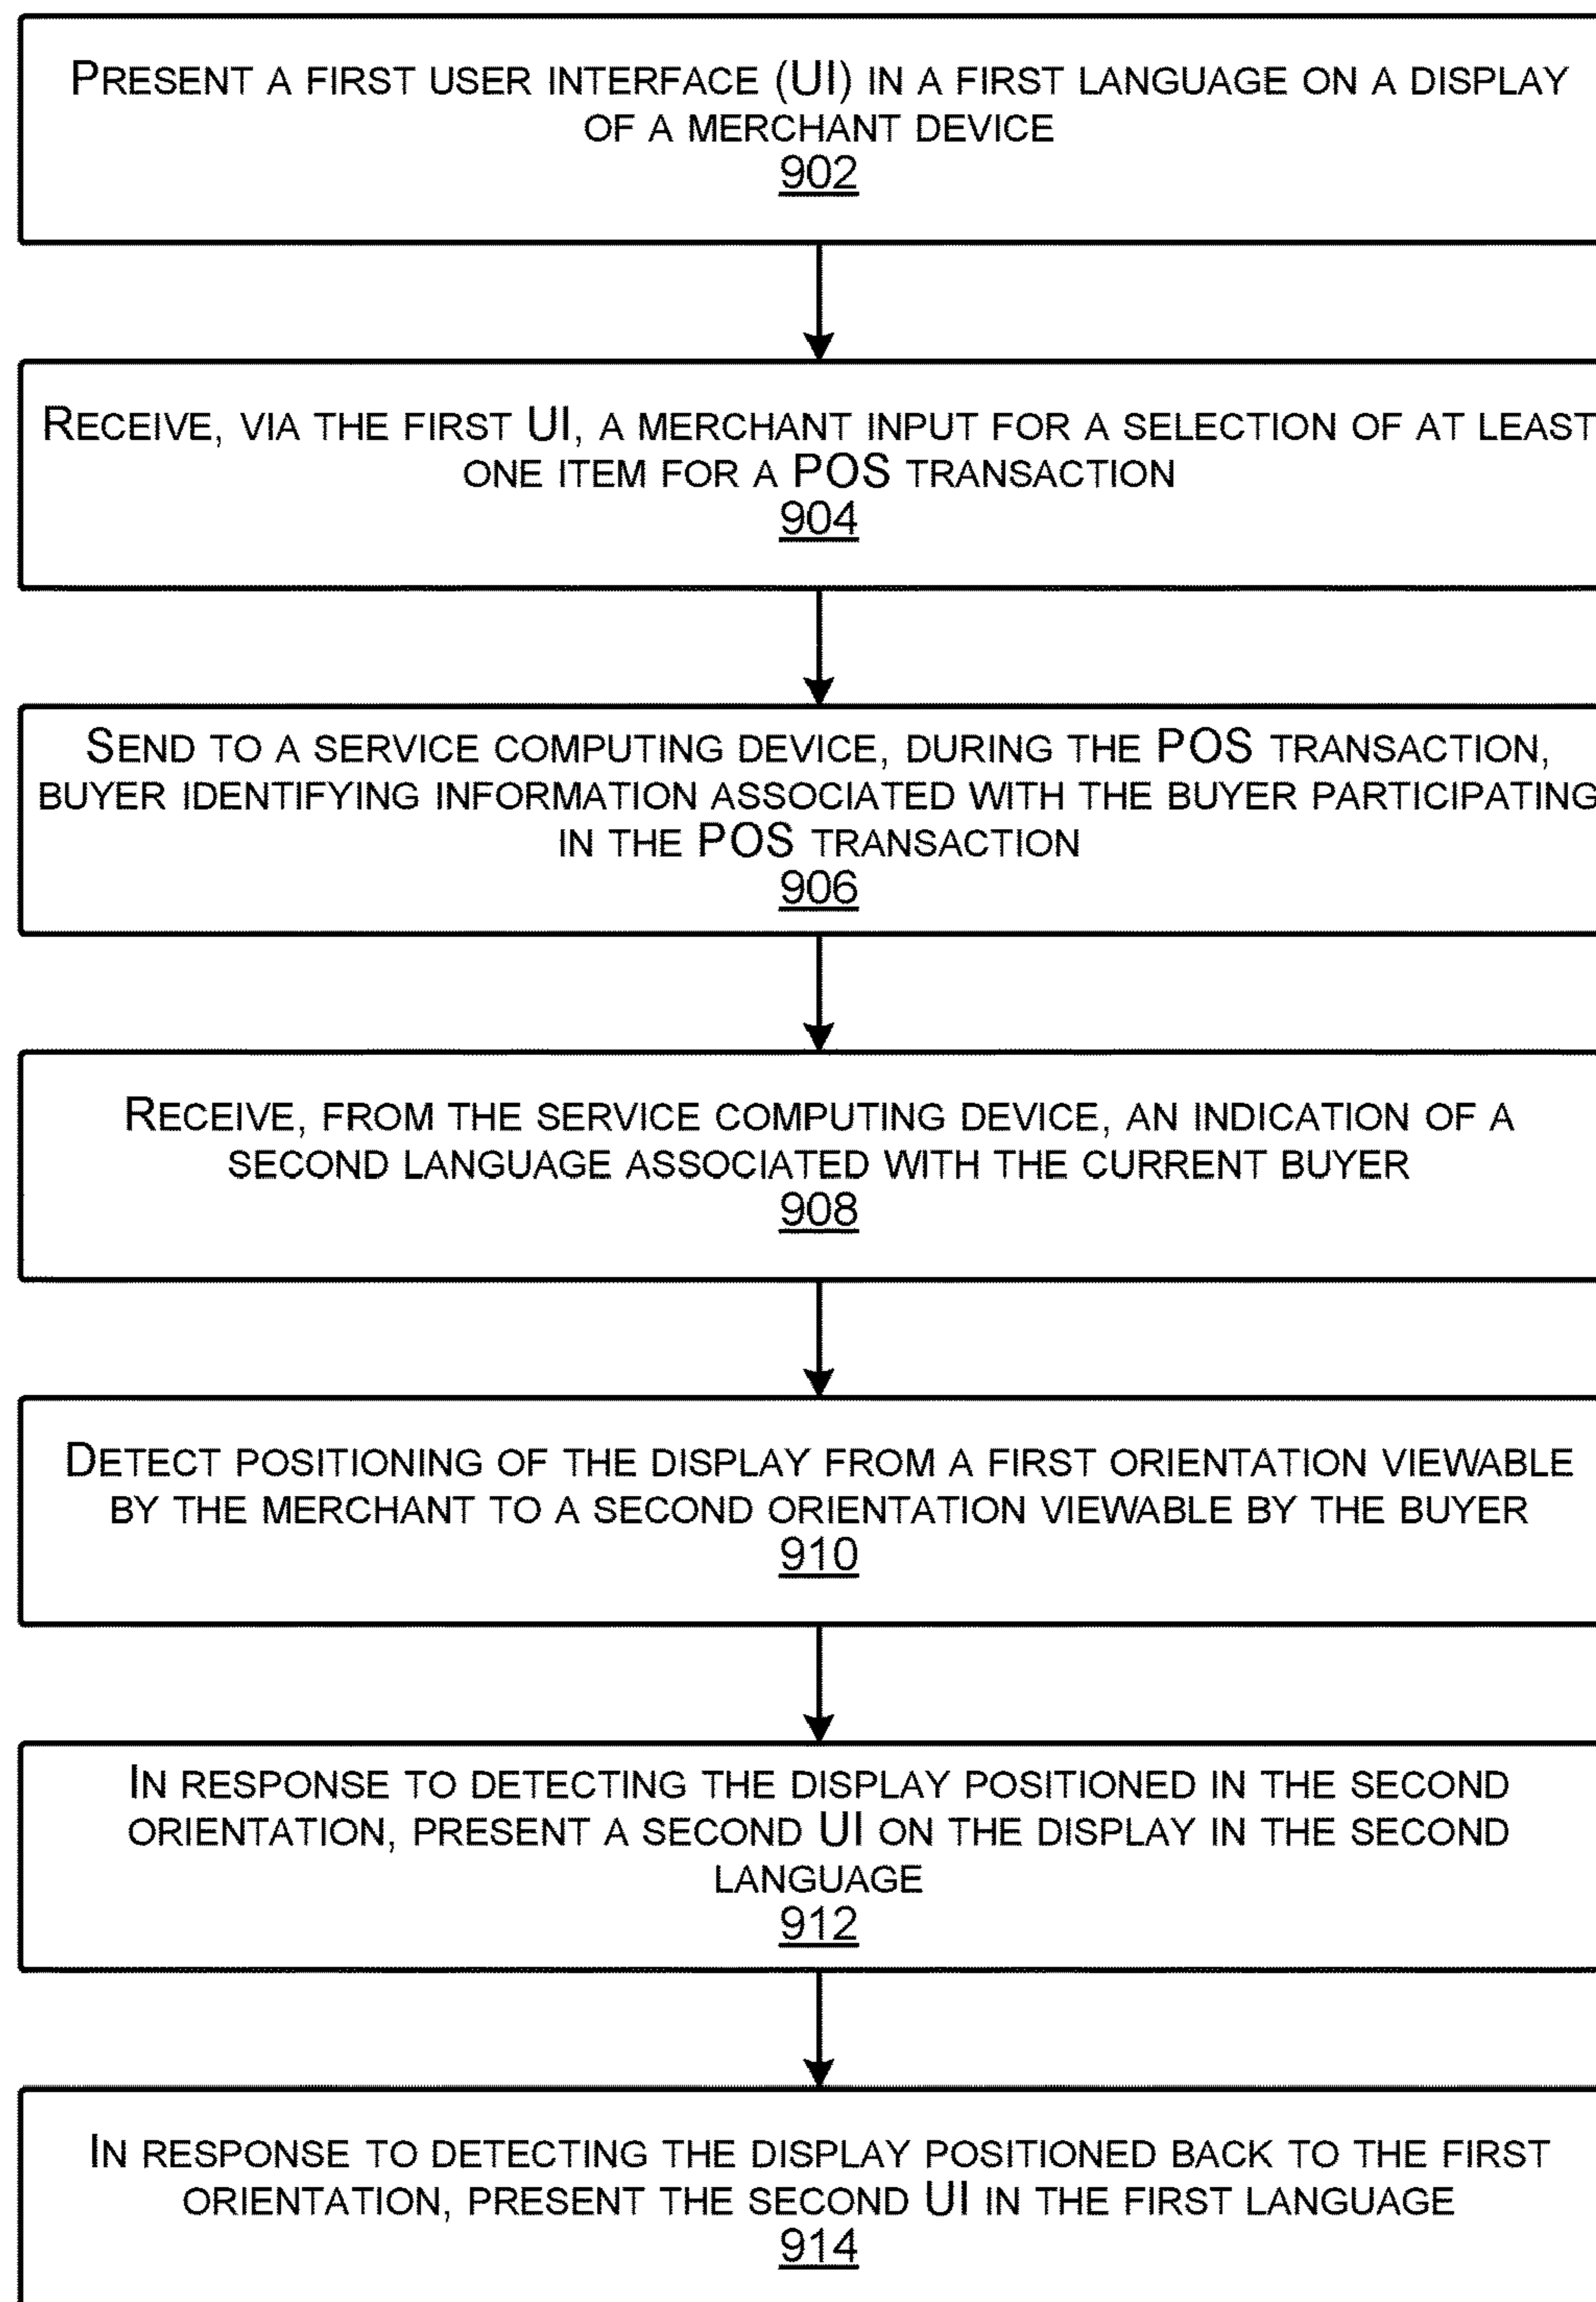 PRESENT A FIRST USER INTERFACE (UI) IN A FIRST LANGUAGE ON A DISPLAY
OF A MERCHANT DEVICE
902
RECEIVE, VIA THE FIRST UI, A MERCHANT INPUT FOR A SELECTION OF AT LEAST
ONE ITEM FOR A POS TRANSACTION
904
SEND TO A SERVICE COMPUTING DEVICE, DURING THE POS TRANSACTION,
BUYER IDENTIFYING INFORMATION ASSOCIATED WITH THE BUYER PARTICIPATING
IN THE POS TRANSACTION
906
RECEIVE, FROM THE SERVICE COMPUTING DEVICE, AN INDICATION OF A
SECOND LANGUAGE ASSOCIATED WITH THE CURRENT BUYER
908
DETECT POSITIONING OF THE DISPLAY FROM A FIRST ORIENTATION VIEWABLE
BY THE MERCHANT TO A SECOND ORIENTATION VIEWABLE BY THE BUYER
910
IN RESPONSE TO DETECTING THE DISPLAY POSITIONED IN THE SECOND
ORIENTATION, PRESENT A SECOND UI ON THE DISPLAY IN THE SECOND
LANGUAGE
912
IN RESPONSE TO DETECTING THE DISPLAY POSITIONED BACK TO THE FIRST
ORIENTATION, PRESENT THE SECOND UI IN THE FIRST LANGUAGE
914